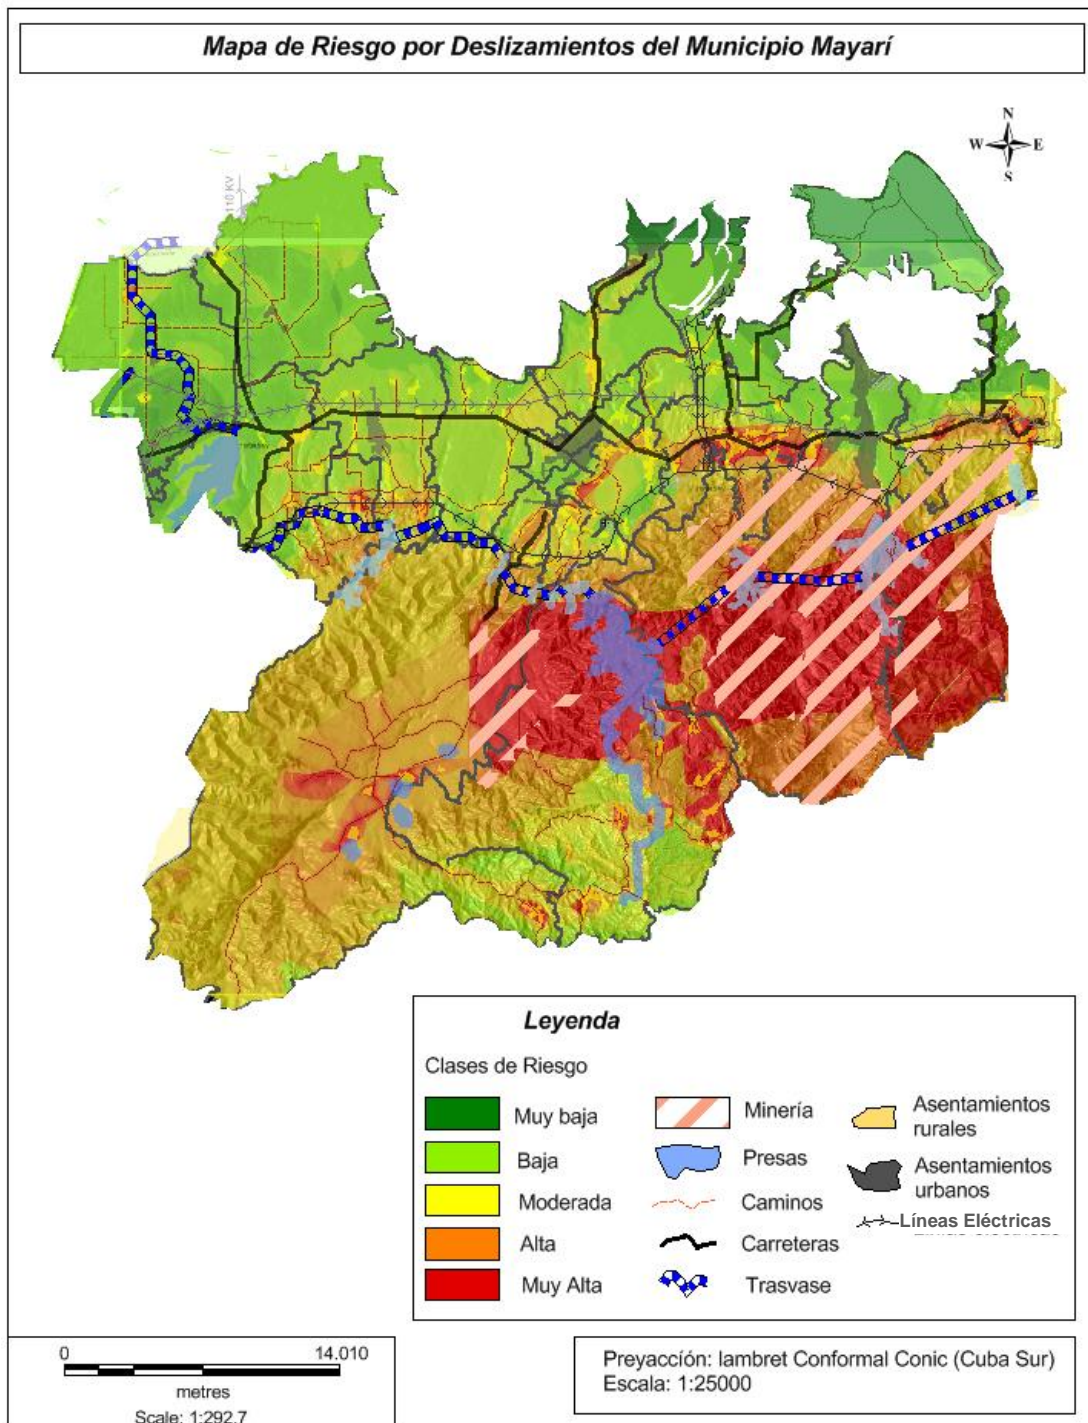 Mapa de Riesgo por Deslizamientos del Municipio Mayarí
N
W E
S
110 KV
Leyenda
Clases de Riesgo
Muy baja
Baja
Moderada
Alta
Muy Alta
Minería
Presas
Caminos
Carreteras
Trasvase
Asentamientos
rurales
Asentamientos
urbanos
Líneas Eléctricas
0 14.010
metres
Scale: 1:292.7
Preyacción: lambret Conformal Conic (Cuba Sur)
Escala: 1:25000